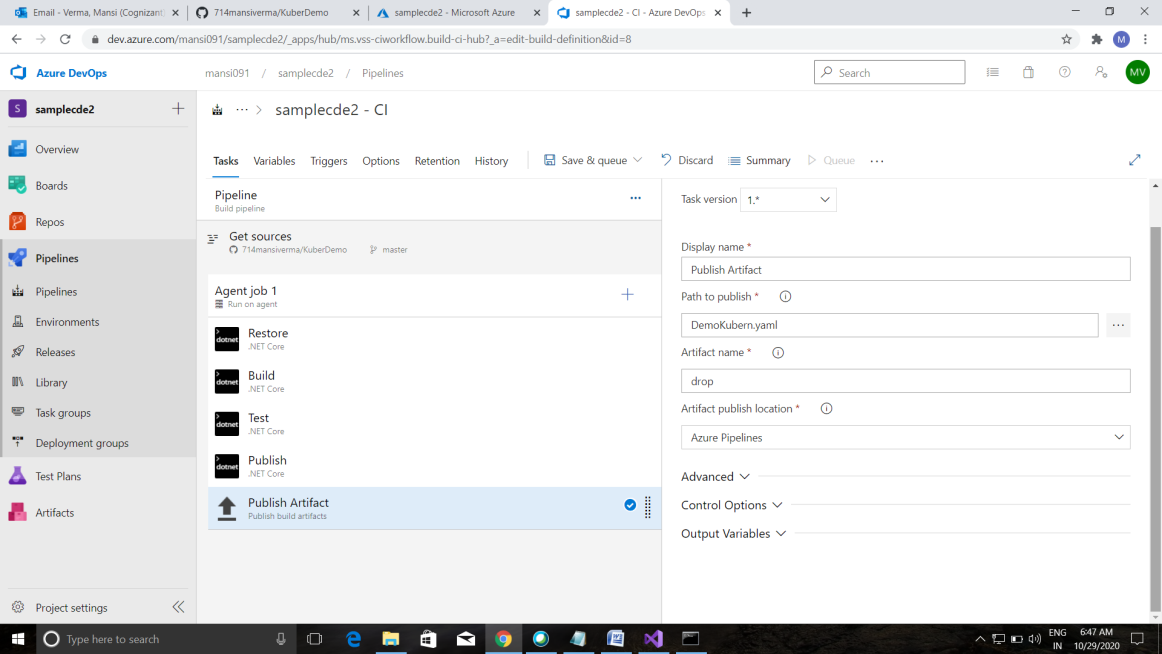 Email - Verma, Mansi (Cognizant)
714mansiverma/KuberDemo
samplecde2 - Microsoft Azure
samplecde2 - CI - Azure DevOps
dev.azure.com/mansi091/samplecde2/_apps/hub/ms.vss-ciworkflow.build-ci-hub?_a=edit-build-definition&id=8
M
Azure DevOps
mansi091 / samplecde2 / Pipelines
Search
MV
S samplecde2
Overview
Boards
Repos
Pipelines
Pipelines
Environments
Releases
Library
Task groups
Deployment groups
Test Plans
Artifacts
Project settings
samplecde2 - CI
Tasks Variables Triggers Options Retention History Save & queue Discard Summary Queue
Pipeline
Build pipeline
Get sources
714mansiverma/KuberDemo master
Agent job 1
Run on agent
dotnet Restore
.NET Core
dotnet Build
.NET Core
dotnet Test
.NET Core
dotnet Publish
.NET Core
Publish Artifact
Publish build artifacts
Task version 1.*
Display name *
Publish Artifact
Path to publish *
DemoKubern.yaml
Artifact name *
drop
Artifact publish location *
Azure Pipelines
Advanced
Control Options
Output Variables
Type here to search
ENG
IN
6:47 AM
10/29/2020